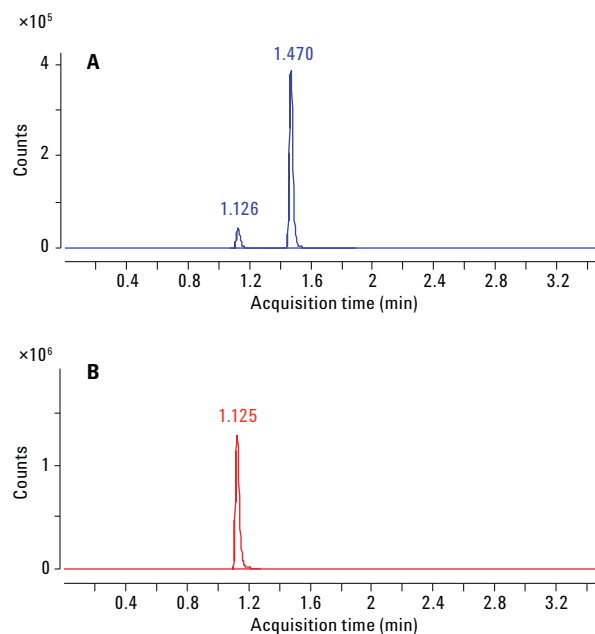 ×10⁵
A
1.470
4
1.126
2
0
Counts
0.4 0.8 1.2 1.6 2 2.4 2.8 3.2
Acquisition time (min)
×10⁶
B
1.125
1
0
Counts
0.4 0.8 1.2 1.6 2 2.4 2.8 3.2
Acquisition time (min)